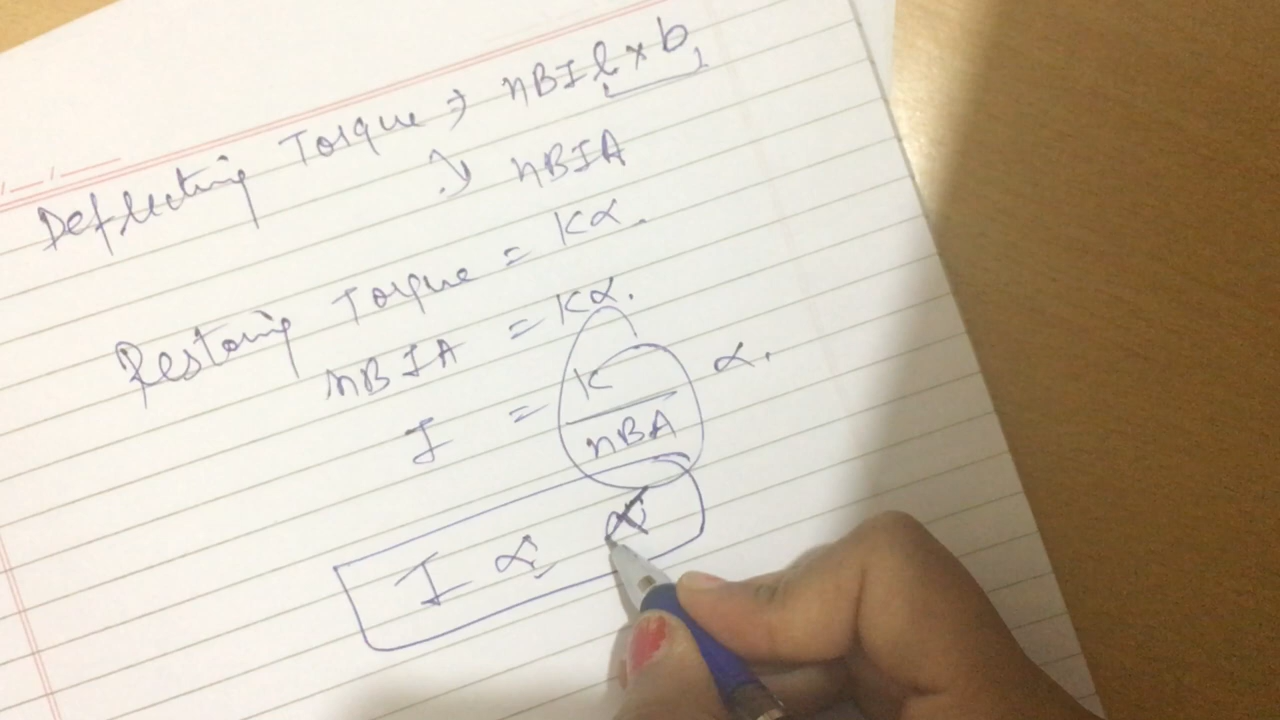 Deflecting Torque ⇒ nBIl×b
⇒ nBIA
Restoring Torque = Kα.
nBIA = Kα.
I = K/nBA α.
I α α